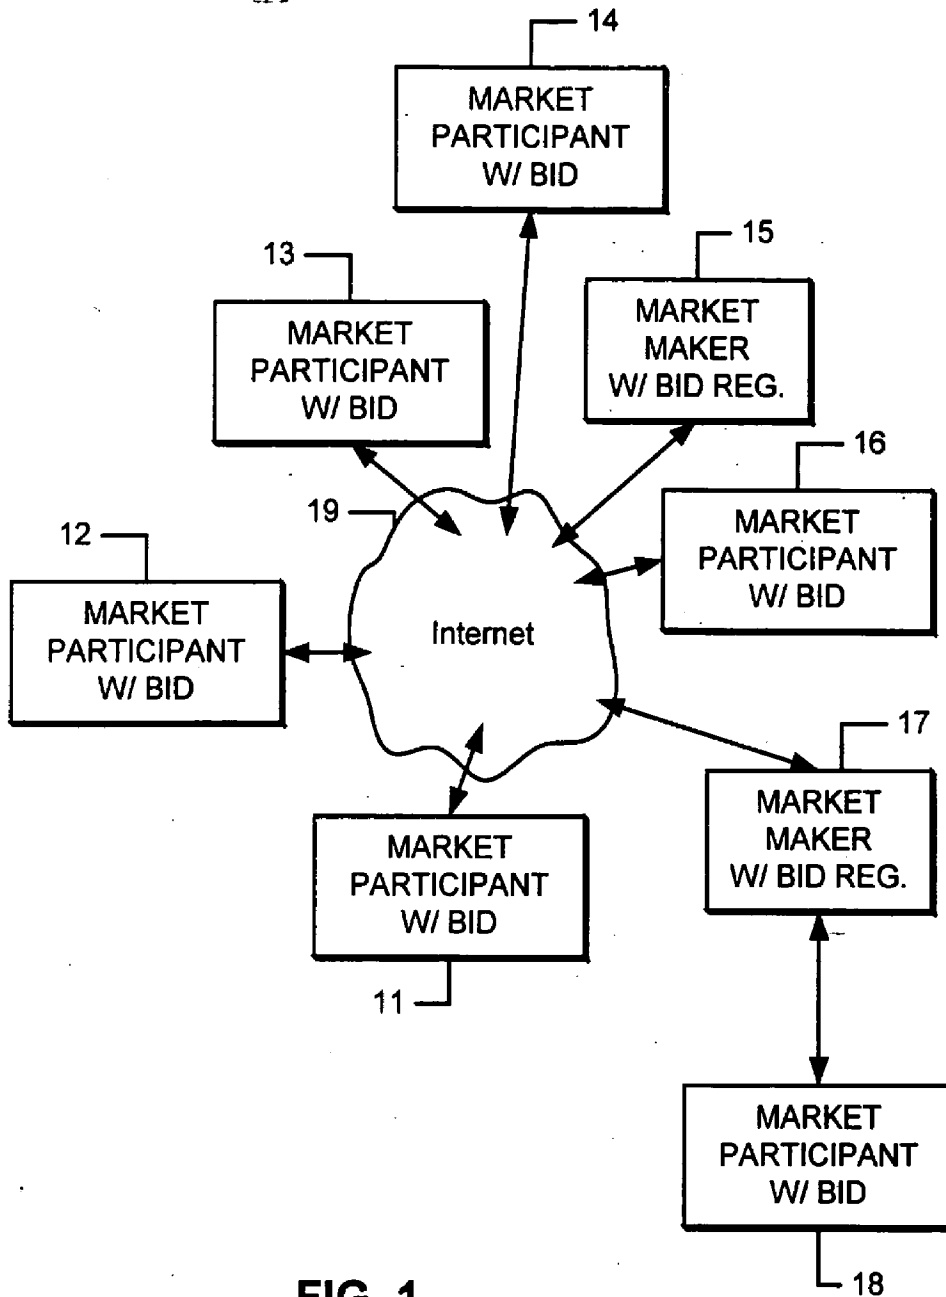 14
MARKET
PARTICIPANT
W/ BID
15
MARKET
MAKER
W/ BID REG.
13
MARKET
PARTICIPANT
W/ BID
16
MARKET
PARTICIPANT
W/ BID
19
12
MARKET
PARTICIPANT
W/ BID
Internet
17
MARKET
MAKER
W/ BID REG.
MARKET
PARTICIPANT
W/ BID
11
MARKET
PARTICIPANT
W/ BID
18
FIG. 1